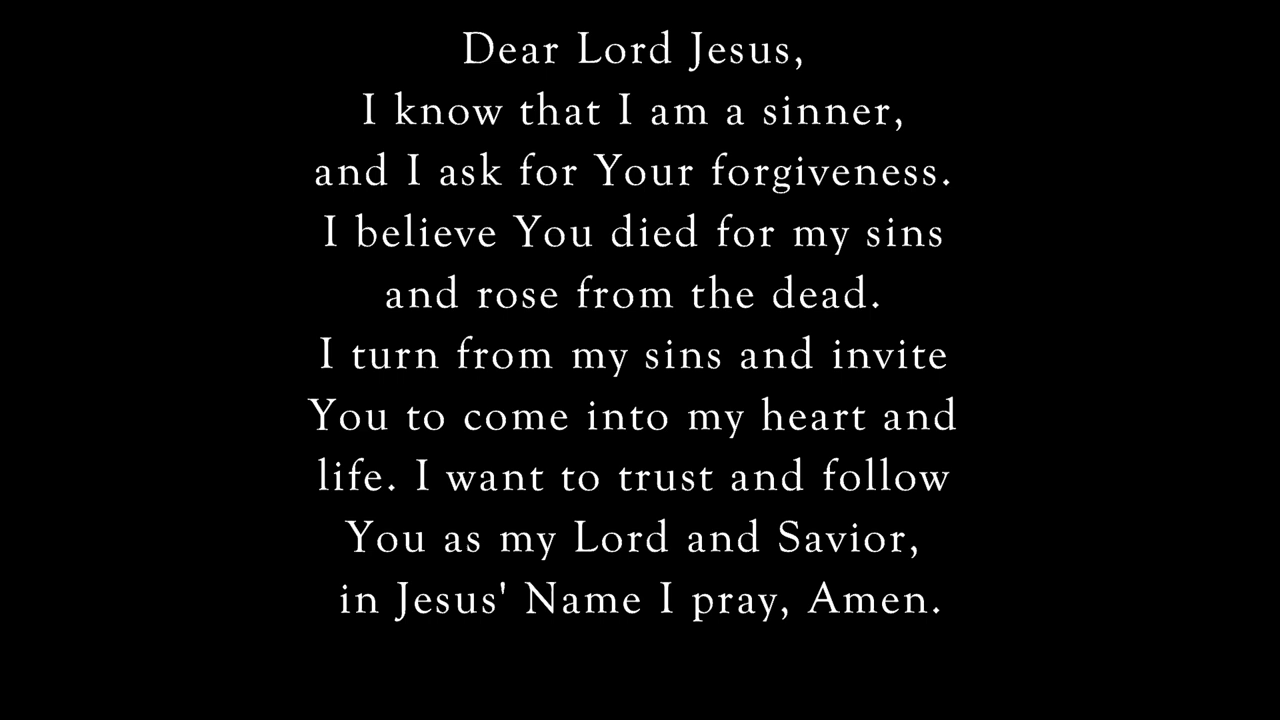 Dear Lord Jesus,
I know that I am a sinner,
and I ask for Your forgiveness.
I believe You died for my sins
and rose from the dead.
I turn from my sins and invite
You to come into my heart and
life. I want to trust and follow
You as my Lord and Savior,
in Jesus' Name I pray, Amen.